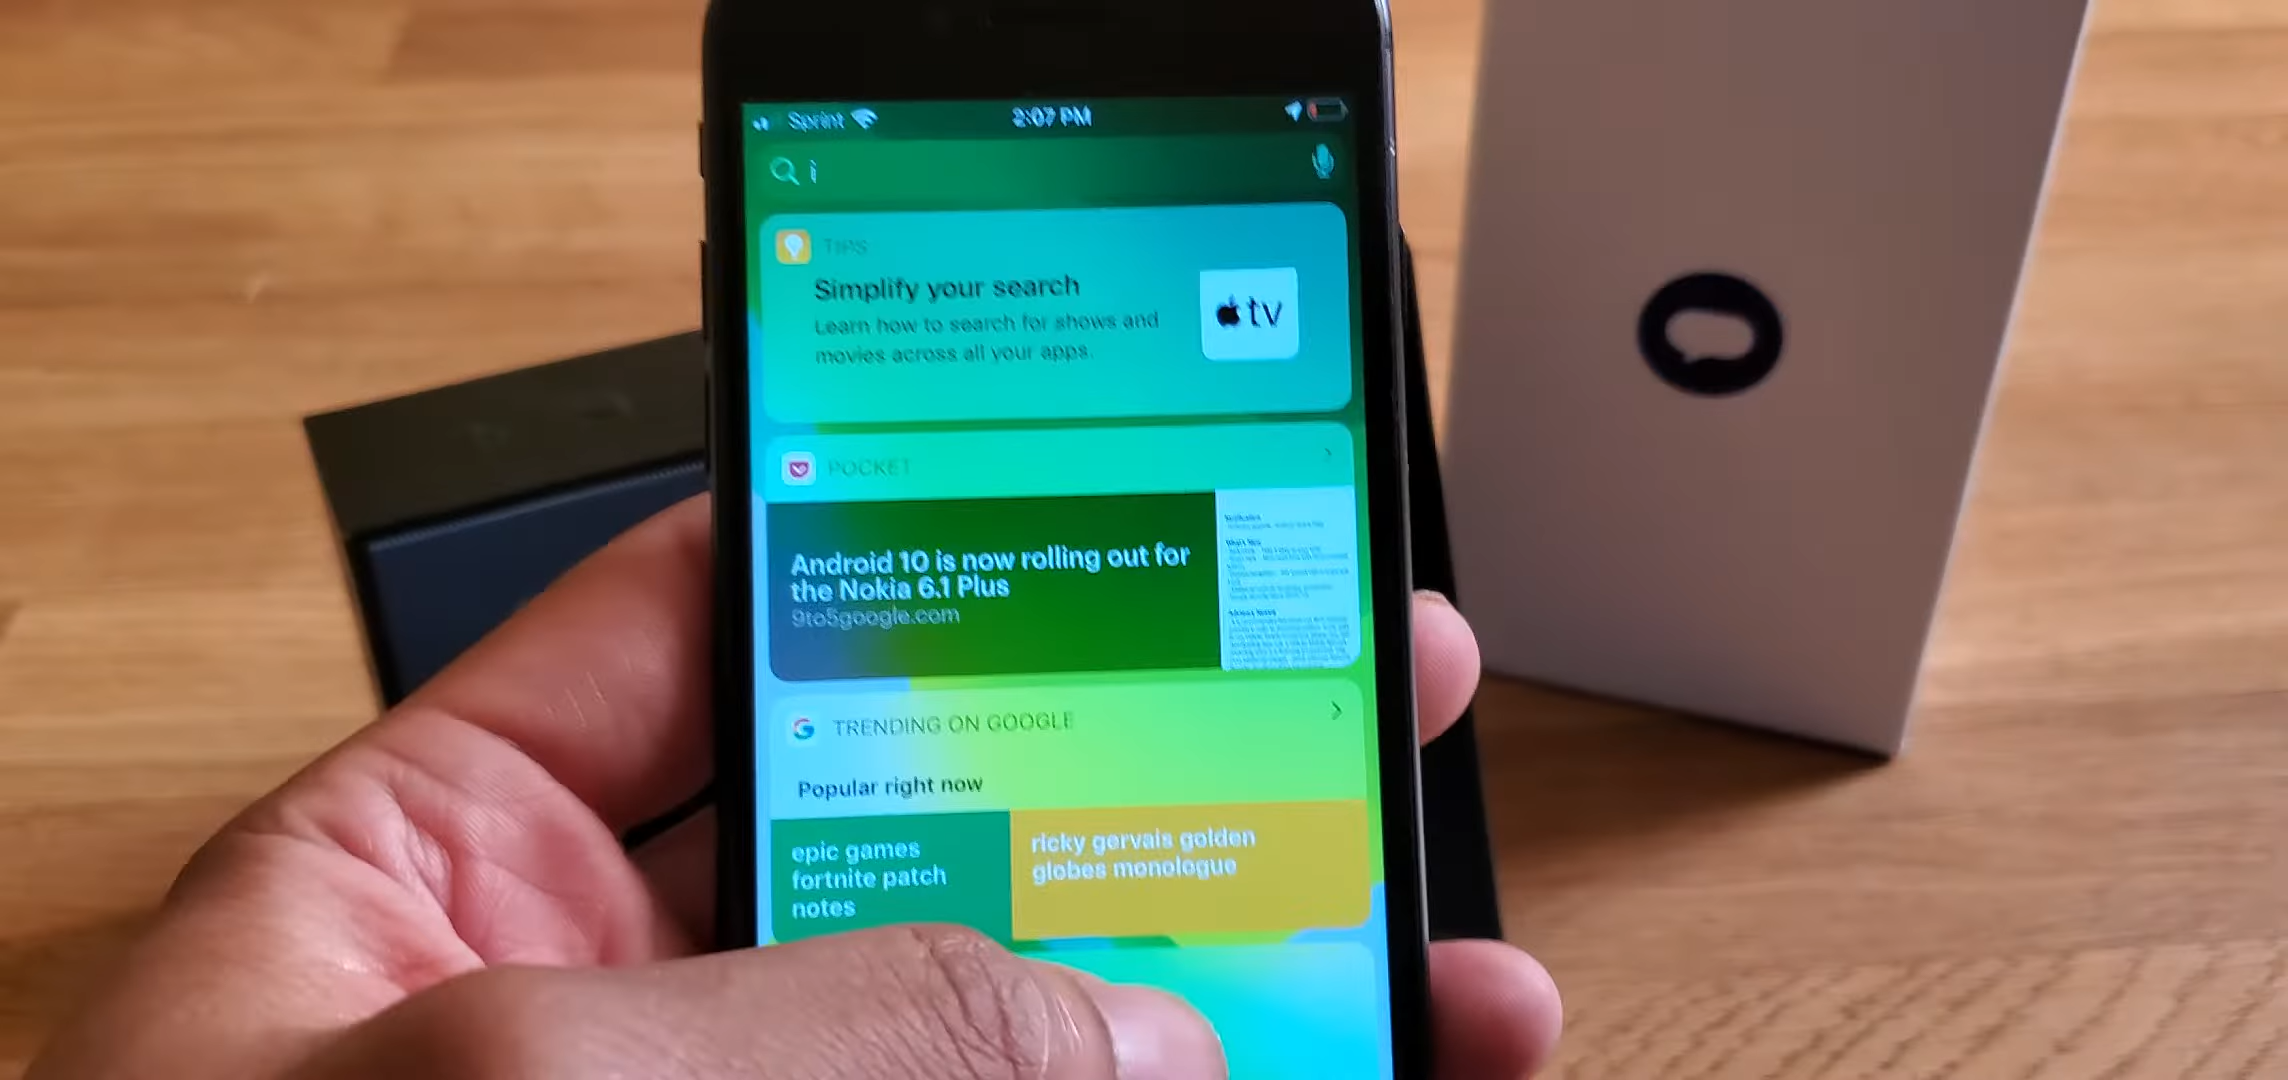 Sprint 2:07 PM
i
TIPS
Simplify your search
Learn how to search for shows and
movies across all your apps.
tv
POCKET
Android 10 is now rolling out for
the Nokia 6.1 Plus
9to5google.com
TRENDING ON GOOGLE
Popular right now
epic games
fortnite patch
notes
ricky gervais golden
globes monologue